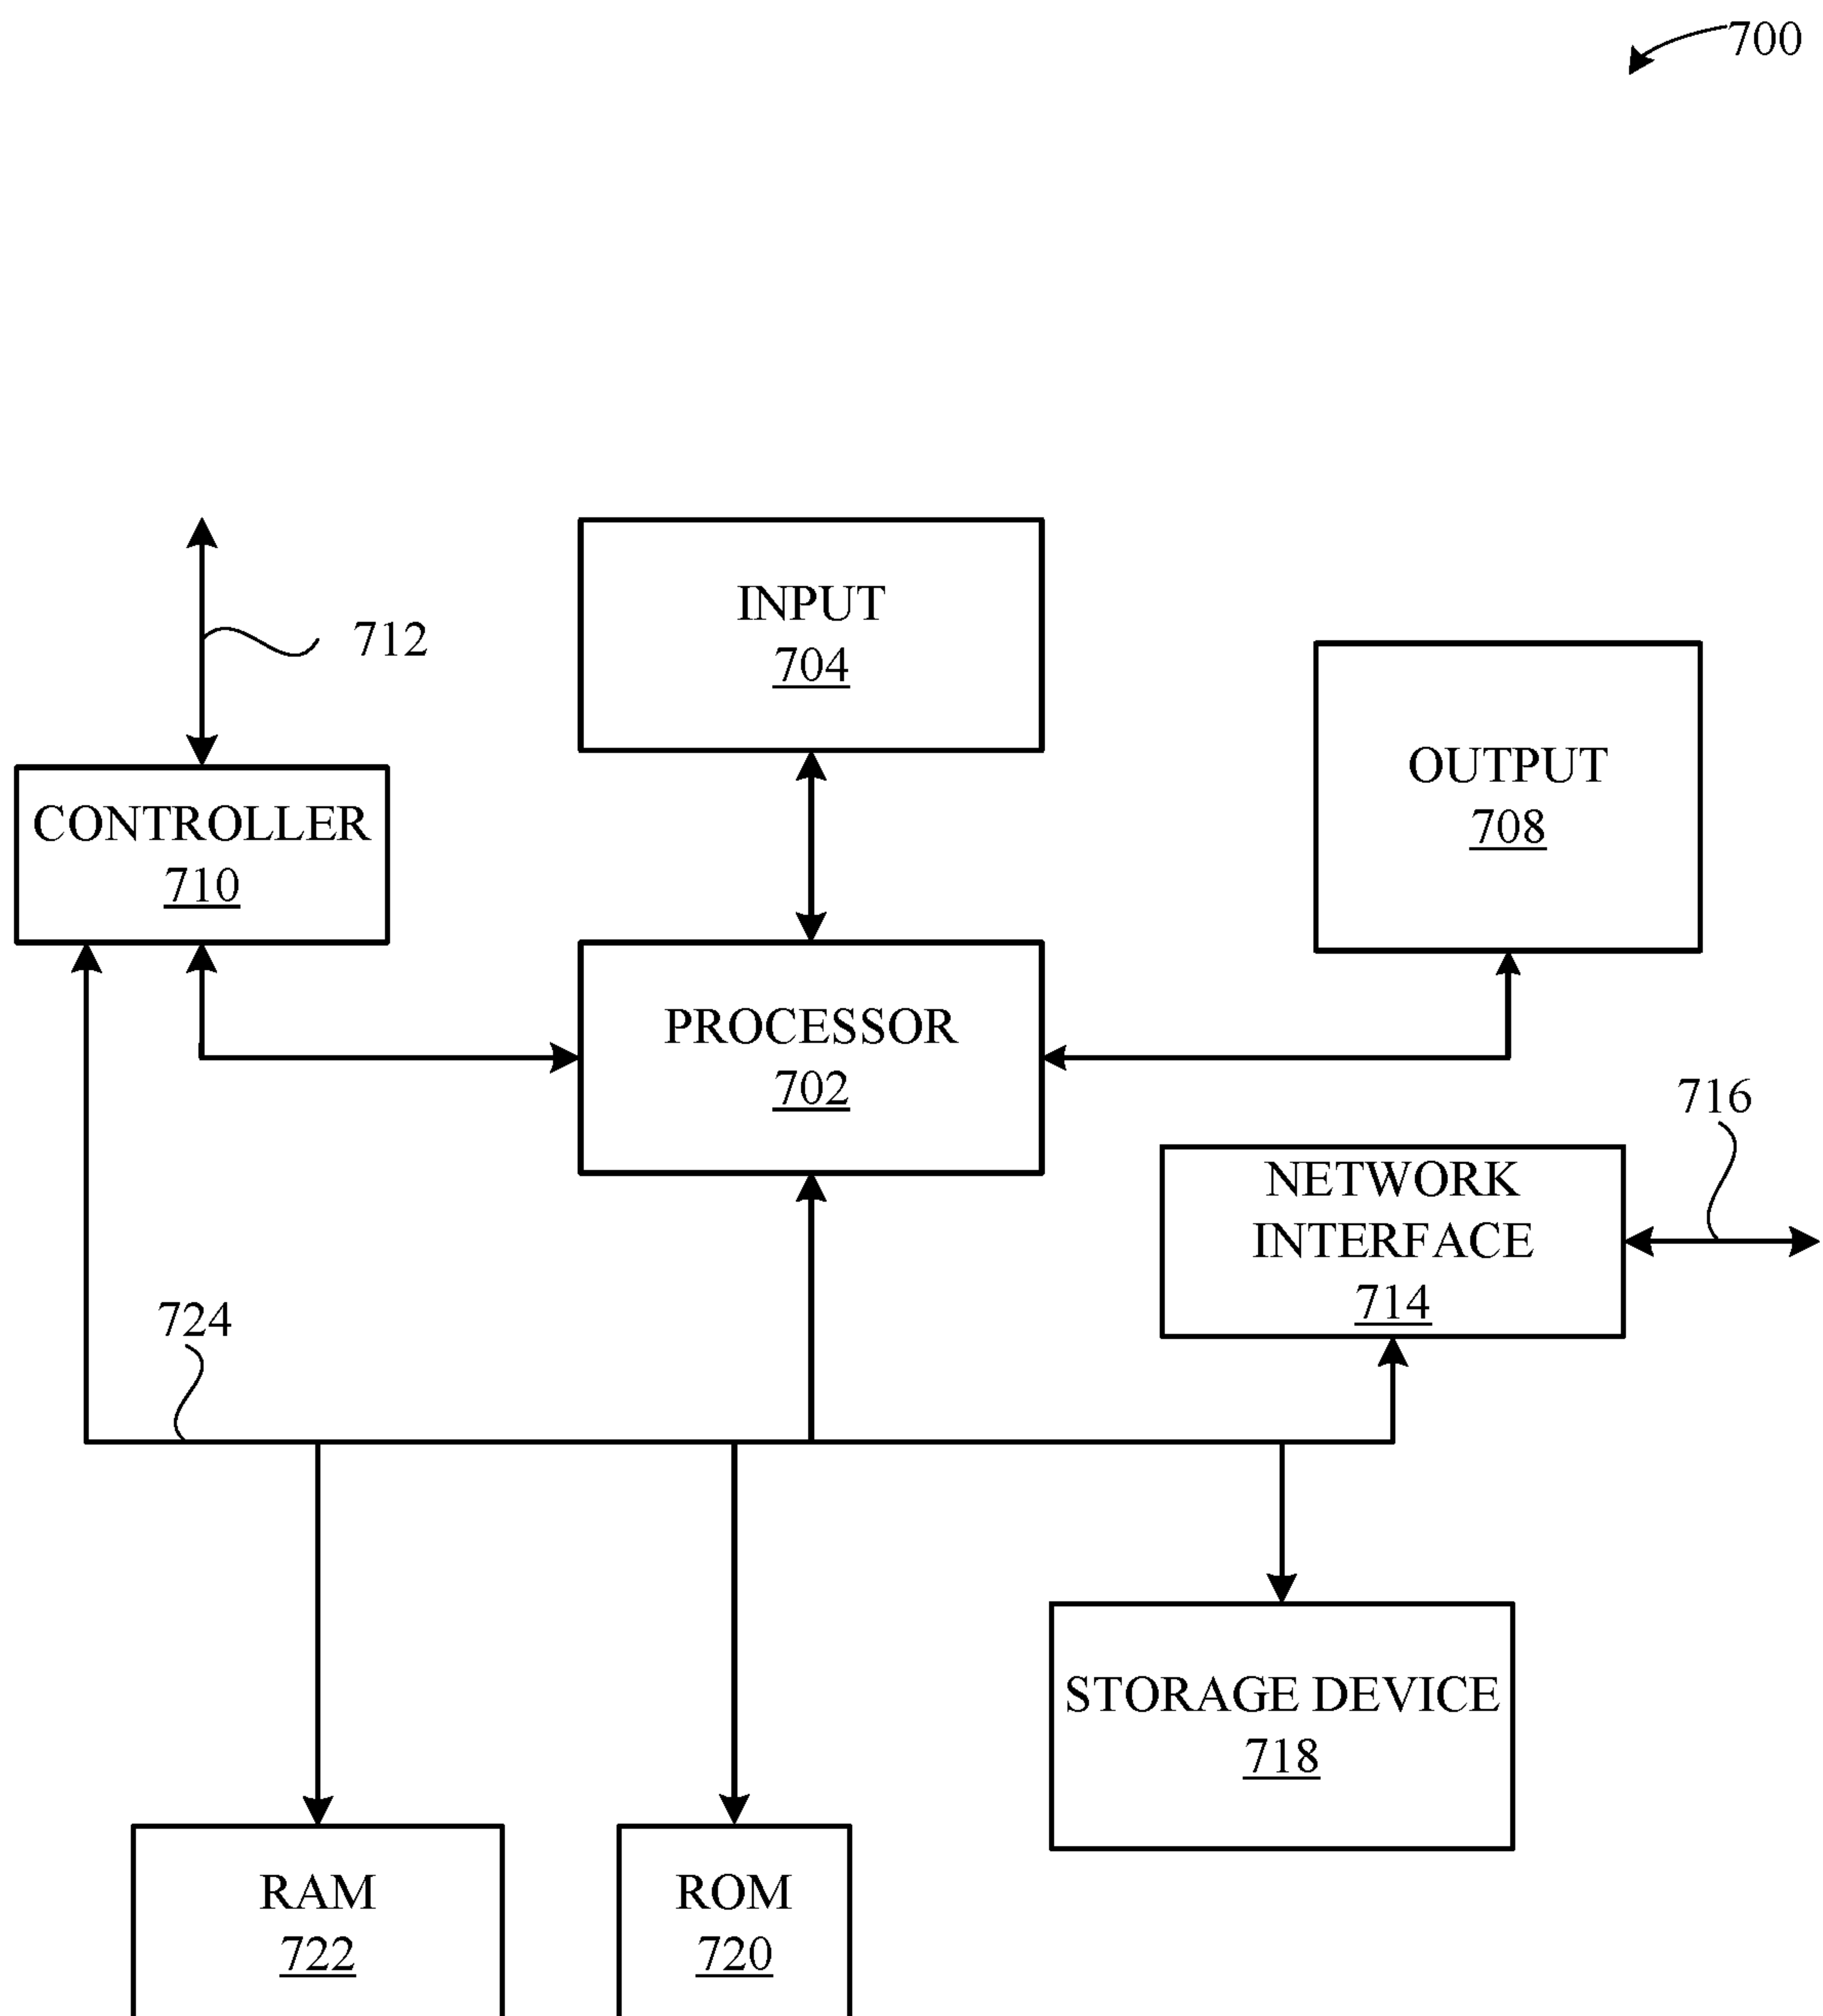 700
712
INPUT
704
OUTPUT
708
CONTROLLER
710
PROCESSOR
702
716
NETWORK
INTERFACE
714
724
STORAGE DEVICE
718
RAM
722
ROM
720